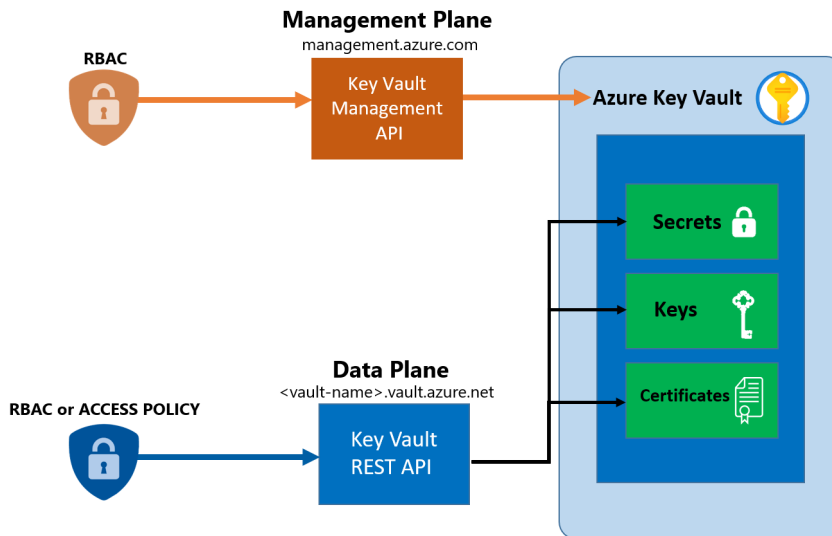 Management Plane
management.azure.com
RBAC
Key Vault
Management
API
Azure Key Vault
Secrets
Keys
Certificates
Data Plane
<vault-name>.vault.azure.net
RBAC or ACCESS POLICY
Key Vault
REST API